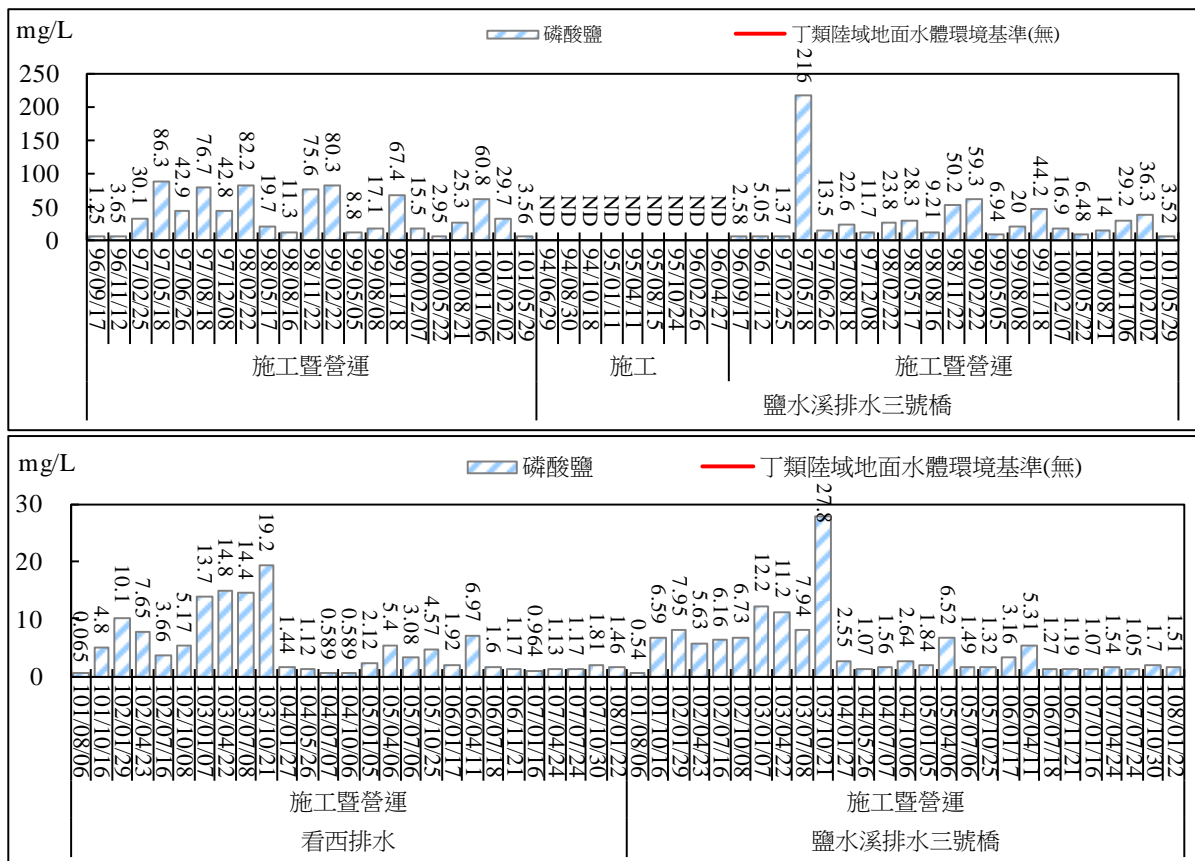 mg/L
磷酸鹽 丁類陸域地面水體環境基準(無)
250
200
150
100
50
0
1.25 3.65 30.1 86.3 42.9 76.7 42.8 82.2 19.7 11.3 75.6 80.3 8.8 17.1 67.4 15.5 2.95 25.3 60.8 29.7 3.56 ND ND ND ND ND ND ND ND ND 2.58 5.05 1.37 216 13.5 22.6 11.7 23.8 28.3 9.21 50.2 59.3 6.94 20 44.2 16.9 6.48 14 29.2 36.3 3.52
96/09/17 96/11/12 97/02/25 97/05/18 97/06/26 97/08/18 97/12/08 98/02/22 98/05/17 98/08/16 98/11/22 99/02/22 99/05/05 99/08/08 99/11/18 100/02/07 100/05/22 100/08/21 100/11/06 101/02/02 101/05/29 94/06/29 94/08/30 94/10/18 95/01/11 95/04/11 95/08/15 95/10/24 96/02/26 96/04/27 96/09/17 96/11/12 97/02/25 97/05/18 97/06/26 97/08/18 97/12/08 98/02/22 98/05/17 98/08/16 98/11/22 99/02/22 99/05/05 99/08/08 99/11/18 100/02/07 100/05/22 100/08/21 100/11/06 101/02/02 101/05/29
施工暨營運 施工 施工暨營運
鹽水溪排水三號橋
mg/L
磷酸鹽 丁類陸域地面水體環境基準(無)
30
20
10
0
0.065 4.8 10.1 7.65 3.66 5.17 13.7 14.8 14.4 19.2 1.44 1.12 0.589 0.589 2.12 5.4 3.08 4.57 1.92 6.97 1.6 1.17 0.964 1.13 1.17 1.81 1.46 0.54 6.59 7.95 5.63 6.16 6.73 12.2 11.2 7.94 27.8 2.55 1.07 1.56 2.64 1.84 6.52 1.49 1.32 3.16 5.31 1.27 1.19 1.07 1.54 1.05 1.7 1.51
101/08/06 101/10/16 102/01/29 102/04/23 102/07/16 102/10/08 103/01/07 103/04/22 103/07/08 103/10/21 104/01/27 104/05/26 104/07/07 104/10/06 105/01/05 105/04/06 105/07/06 105/10/25 106/01/17 106/04/11 106/07/18 106/11/21 107/01/16 107/04/24 107/07/24 107/10/30 108/01/22 101/08/06 101/10/16 102/01/29 102/04/23 102/07/16 102/10/08 103/01/07 103/04/22 103/07/08 103/10/21 104/01/27 104/05/26 104/07/07 104/10/06 105/01/05 105/04/06 105/07/06 105/10/25 106/01/17 106/04/11 106/07/18 106/11/21 107/01/16 107/04/24 107/07/24 107/10/30 108/01/22
施工暨營運 施工暨營運
看西排水 鹽水溪排水三號橋